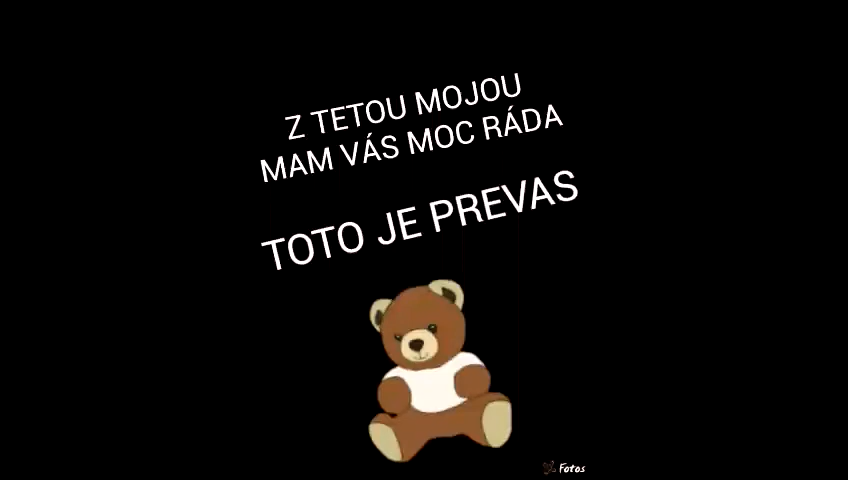 Z TETOU MOJOU
MAM VÁS MOC RÁDA
TOTO JE PREVAS
Fotos